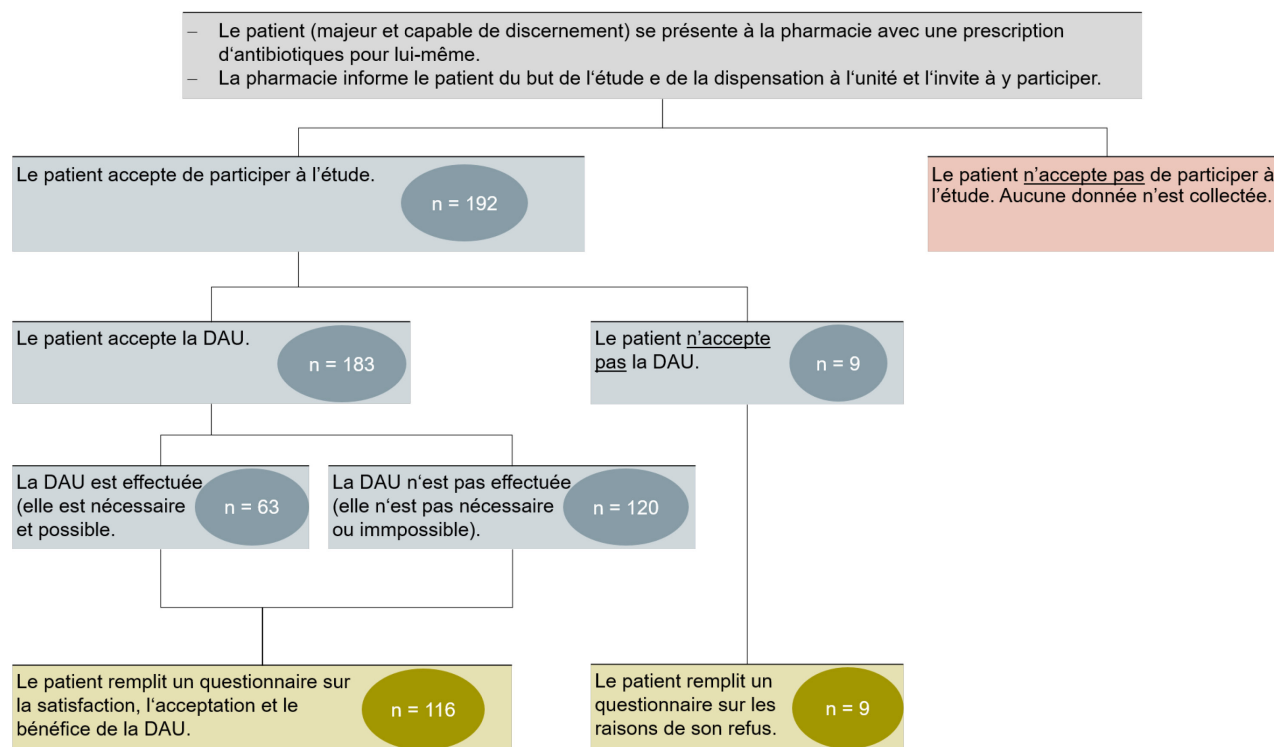 – Le patient (majeur et capable de discernement) se présente à la pharmacie avec une prescription
d‘antibiotiques pour lui-même.
– La pharmacie informe le patient du but de l‘étude e de la dispensation à l‘unité et l‘invite à y participer.
Le patient accepte de participer à l’étude.
n = 192
Le patient n’accepte pas de participer à
l’étude. Aucune donnée n’est collectée.
Le patient accepte la DAU.
n = 183
Le patient n’accepte
pas la DAU.
n = 9
La DAU est effectuée
(elle est nécessaire
et possible.
n = 63
La DAU n‘est pas effectuée
(elle n‘est pas nécessaire
ou immpossible).
n = 120
Le patient remplit un questionnaire sur
la satisfaction, l‘acceptation et le
bénéfice de la DAU.
n = 116
Le patient remplit un
questionnaire sur les
raisons de son refus.
n = 9